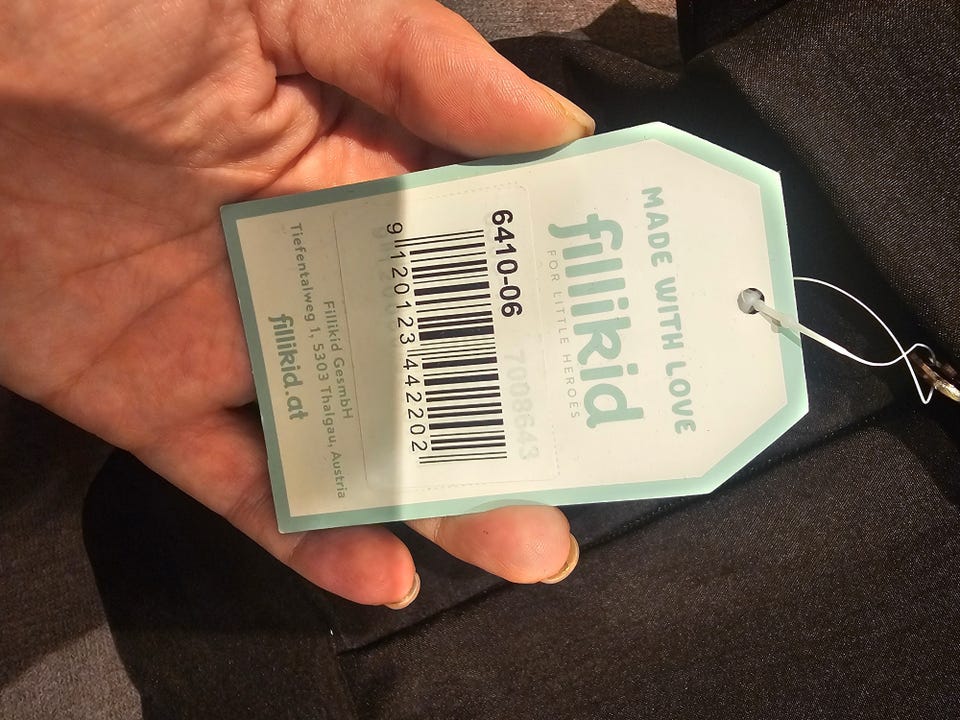 MADE WITH LOVE
fillikid
FOR LITTLE HEROES
7008643
6410-06
9 120123 442202
Fillikid GesmbH
Tiefentalweg 1, 5303 Thalgau, Austria
fillikid.at